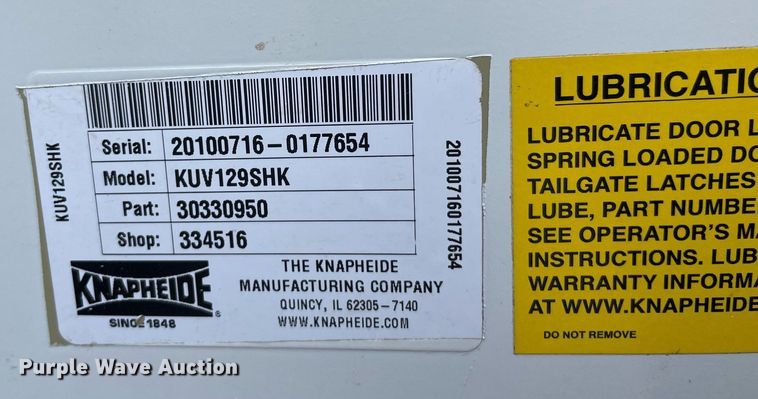 KUV129SHK
Serial: 20100716-0177654
Model: KUV129SHK
Part: 30330950
Shop: 334516
201007160177654
KNAPHEIDE®
SINCE 1848
THE KNAPHEIDE
MANUFACTURING COMPANY
QUINCY, IL 62305-7140
WWW.KNAPHEIDE.COM
LUBRICATIO
LUBRICATE DOOR L
SPRING LOADED DO
TAILGATE LATCHES
LUBE, PART NUMBE
SEE OPERATOR'S MA
INSTRUCTIONS. LUB
WARRANTY INFORMA
AT WWW.KNAPHEIDE
DO NOT REMOVE
Purple Wave Auction